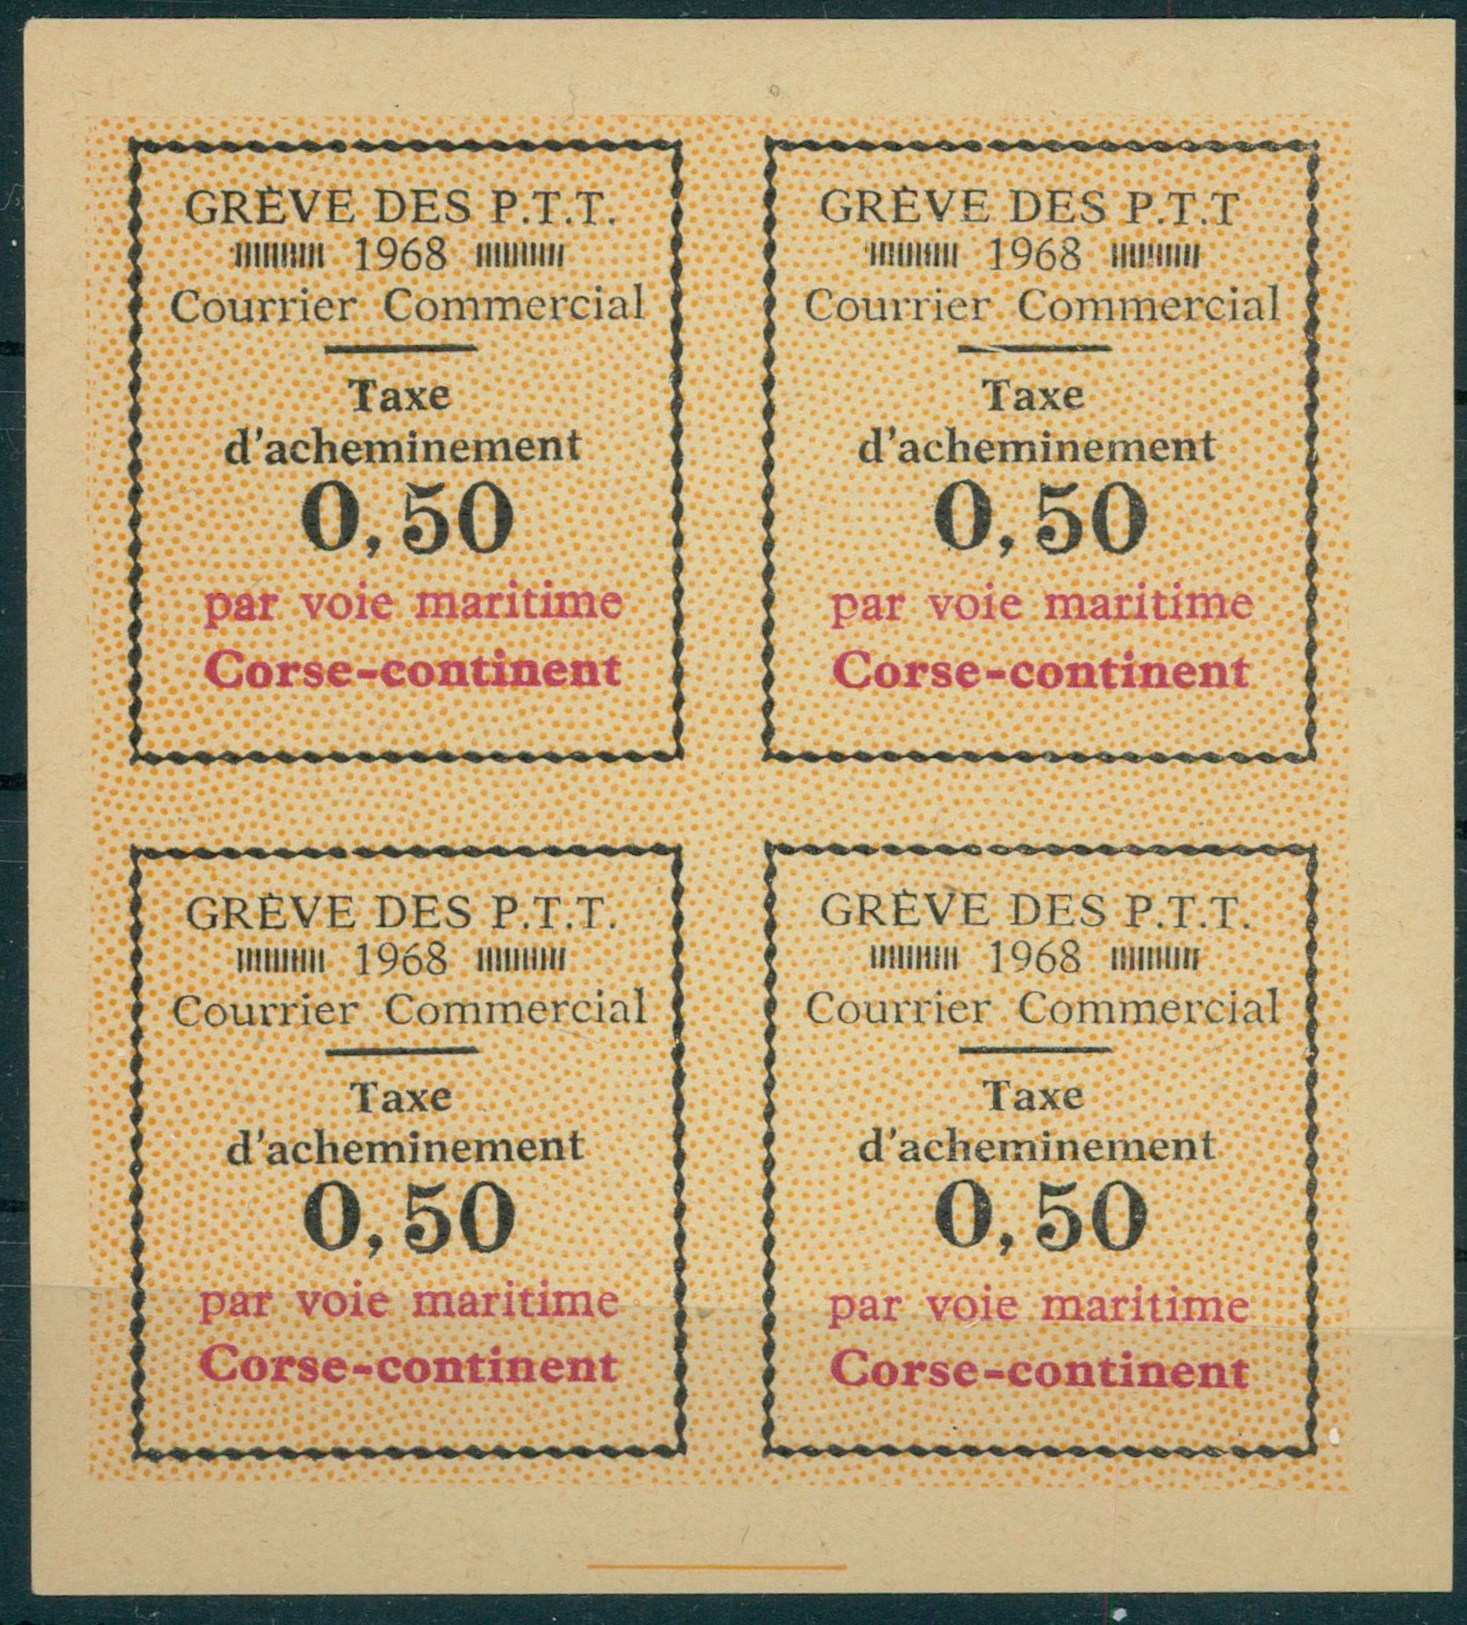 GRÈVE DES P.T.T.
1968
Courrier Commercial
Taxe
d'acheminement
0,50
par voie maritime
Corse-continent
GRÈVE DES P.T.T
1968
Courrier Commercial
Taxe
d'acheminement
0,50
par voie maritime
Corse-continent
GRÈVE DES P.T.T.
1968
Courrier Commercial
Taxe
d'acheminement
0,50
par voie maritime
Corse-continent
GRÈVE DES P.T.T.
1968
Courrier Commercial
Taxe
d'acheminement
0,50
par voie maritime
Corse-continent